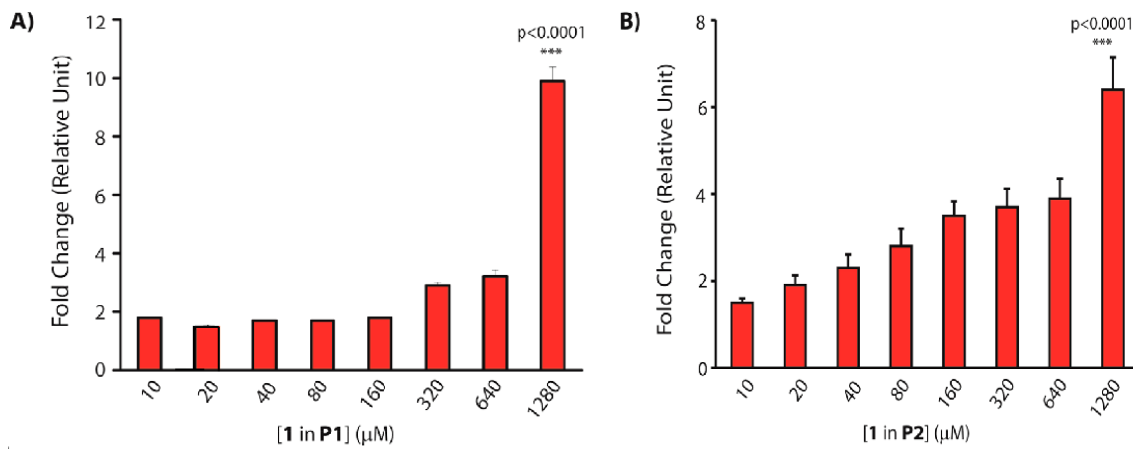 A)
p<0.0001
***
Fold Change (Relative Unit)
12
10
8
6
4
2
0
10 20 40 80 160 320 640 1280
[1 in P1] (μM)
B)
p<0.0001
***
Fold Change (Relative Unit)
8
6
4
2
0
10 20 40 80 160 320 640 1280
[1 in P2] (μM)